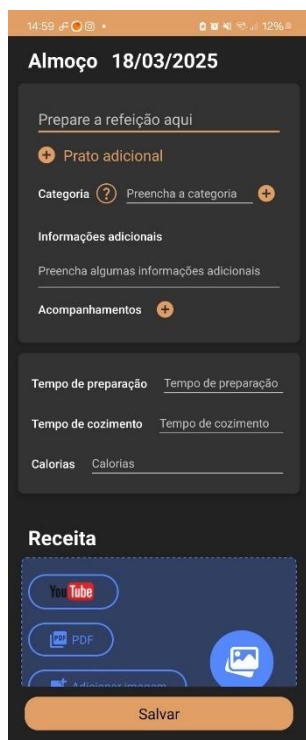 14:59
12%
Almoço 18/03/2025
Prepare a refeição aqui
Prato adicional
Categoria ? Preencha a categoria
Informações adicionais
Preencha algumas informações adicionais
Acompanhamentos
Tempo de preparação Tempo de preparação
Tempo de cozimento Tempo de cozimento
Calorias Calorias
Receita
YouTube
PDF PDF
Adicionar imagem
Salvar